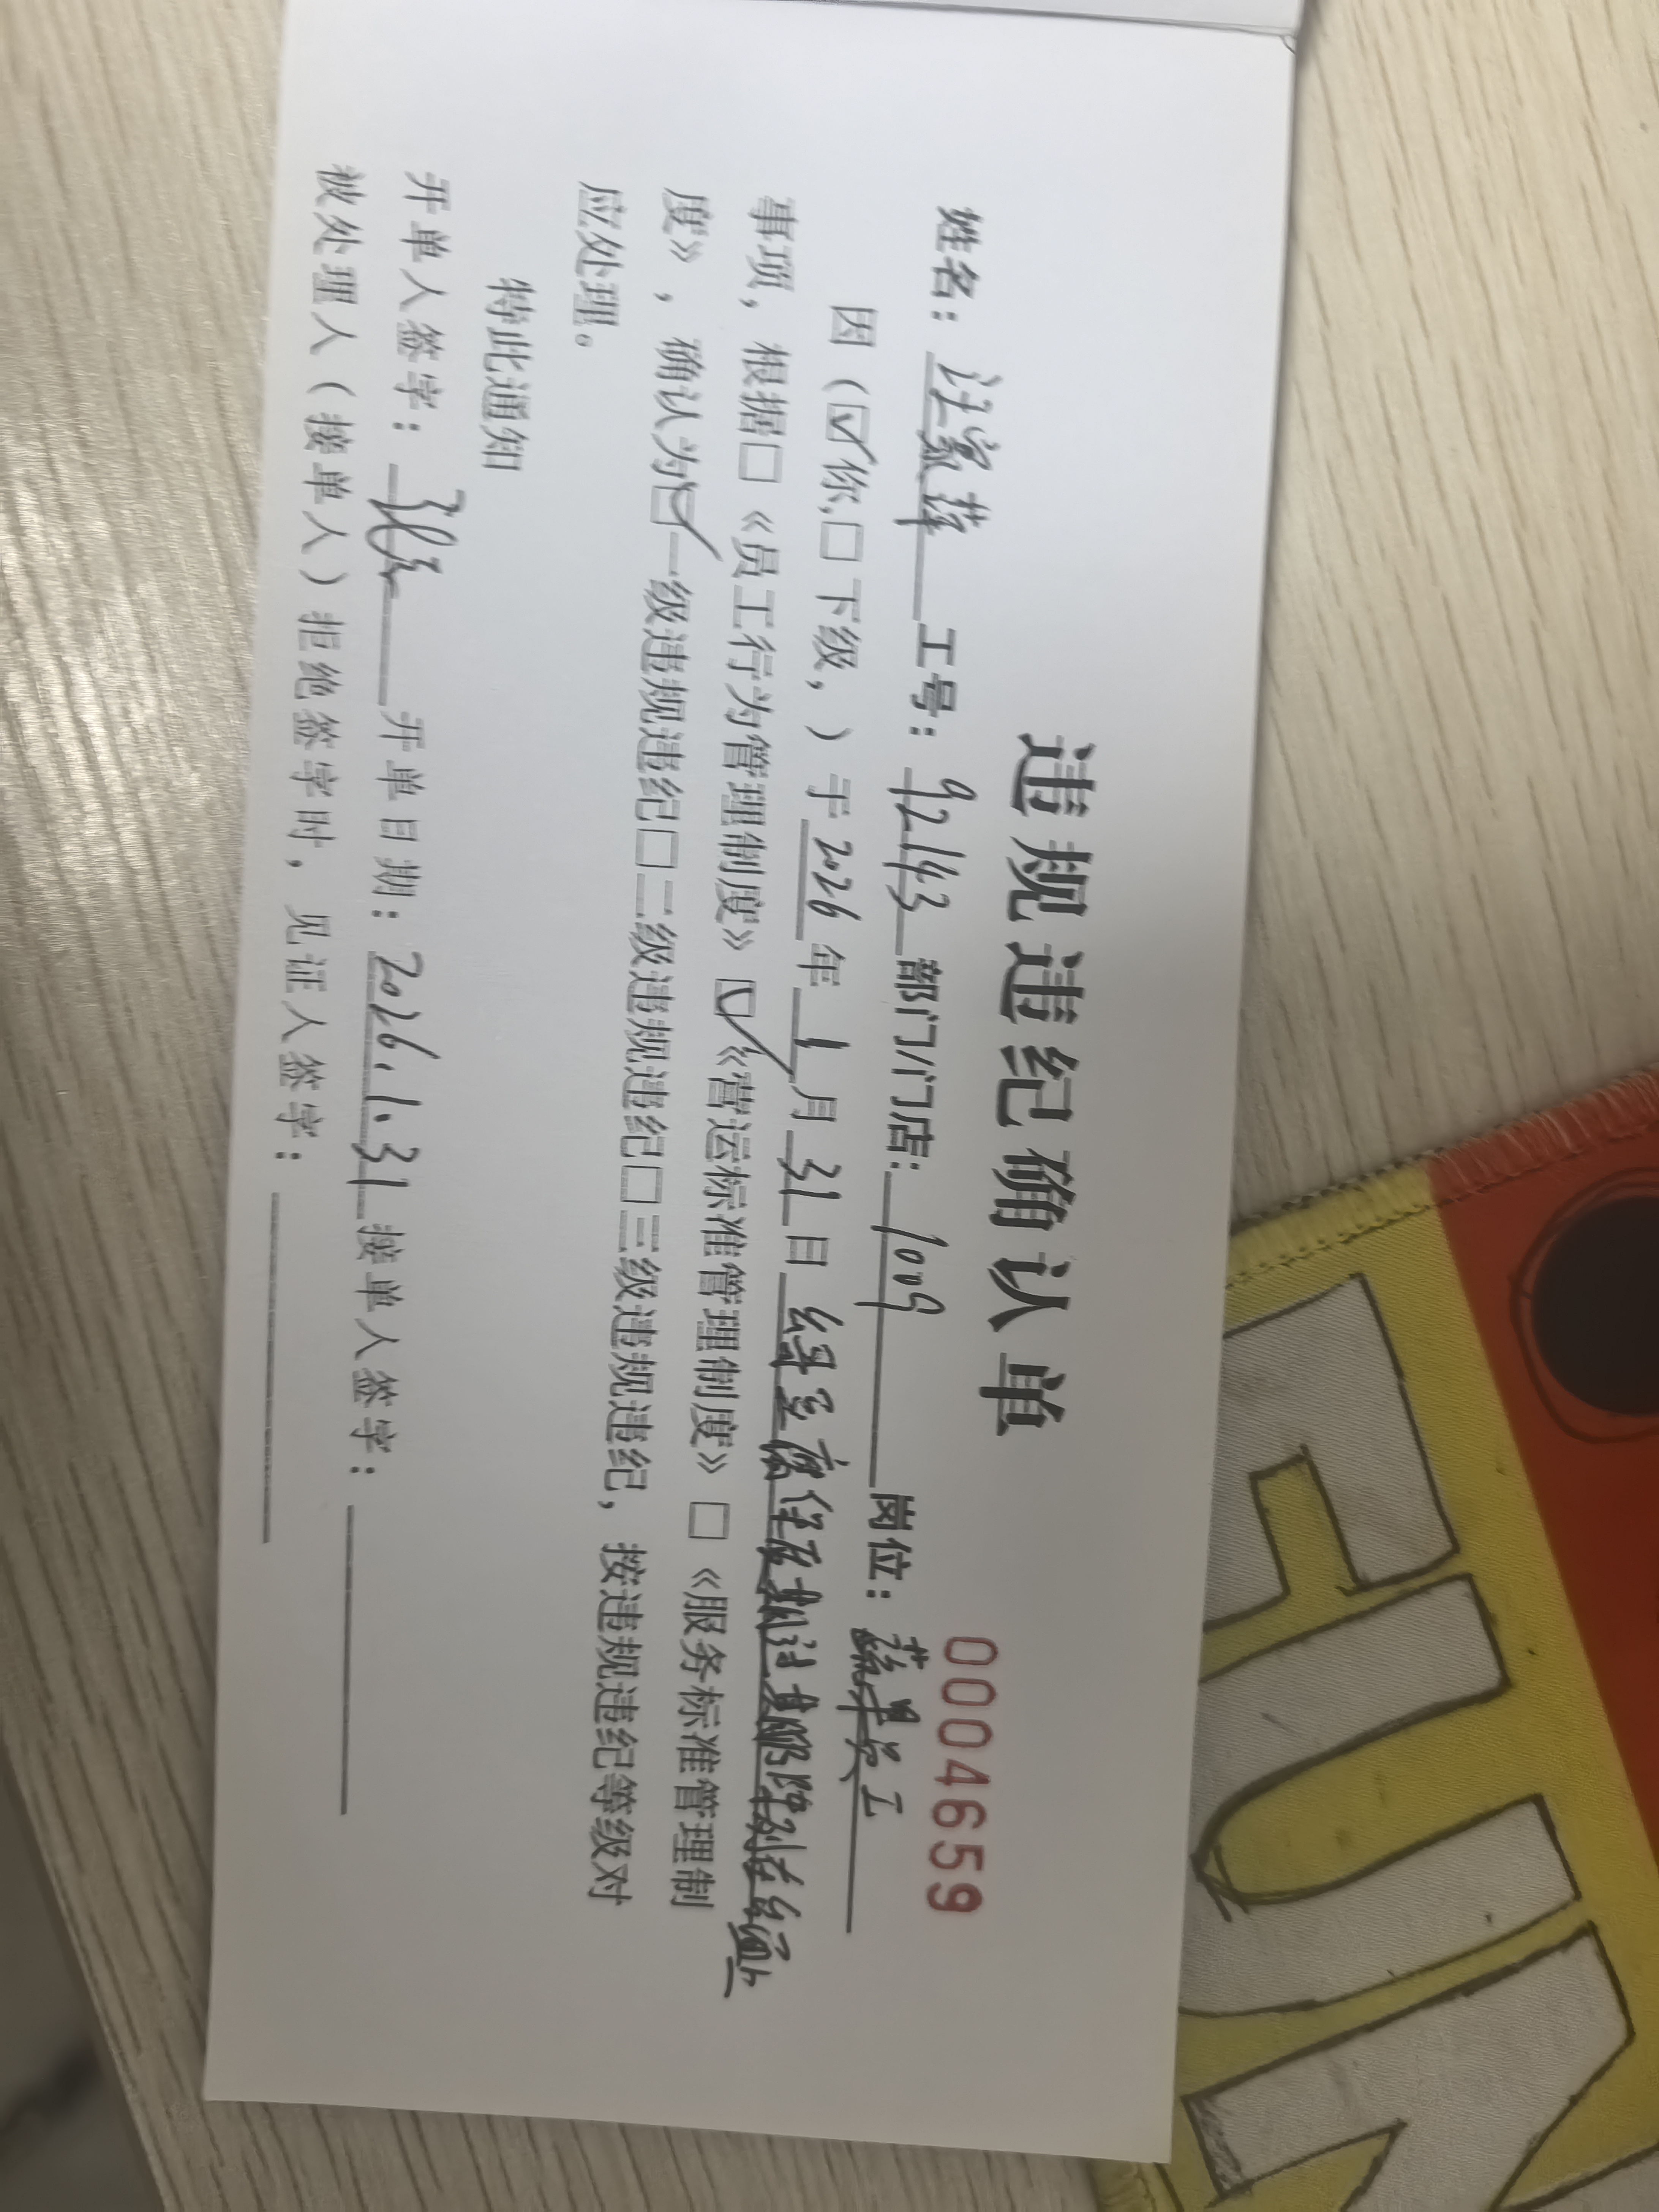 违规违纪确认单
0004659
姓名：汪家萍 工号：92143 部门/门店：1009 岗位：蔬果员工
因（☑你，□下级，）于2026年1月31日
事项，根据□《员工行为管理制度》☑《营运标准管理制度》□《服务标准管理制
度》，确认为☑一级违规违纪□二级违规违纪□三级违规违纪，按违规违纪等级对
应处理。
特此通知
开单人签字： 开单日期：2026.1.31 接单人签字：
被处理人（接单人）拒绝签字时，见证人签字：
FUN